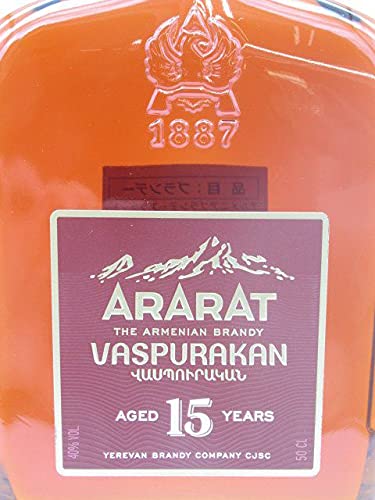 1887
品目：ブランデー
ARARAT
THE ARMENIAN BRANDY
VASPURAKAN
ՎԱՍՊՈՒՐԱԿԱՆ
AGED 15 YEARS
40% VOL.
50 CL
YEREVAN BRANDY COMPANY CJSC